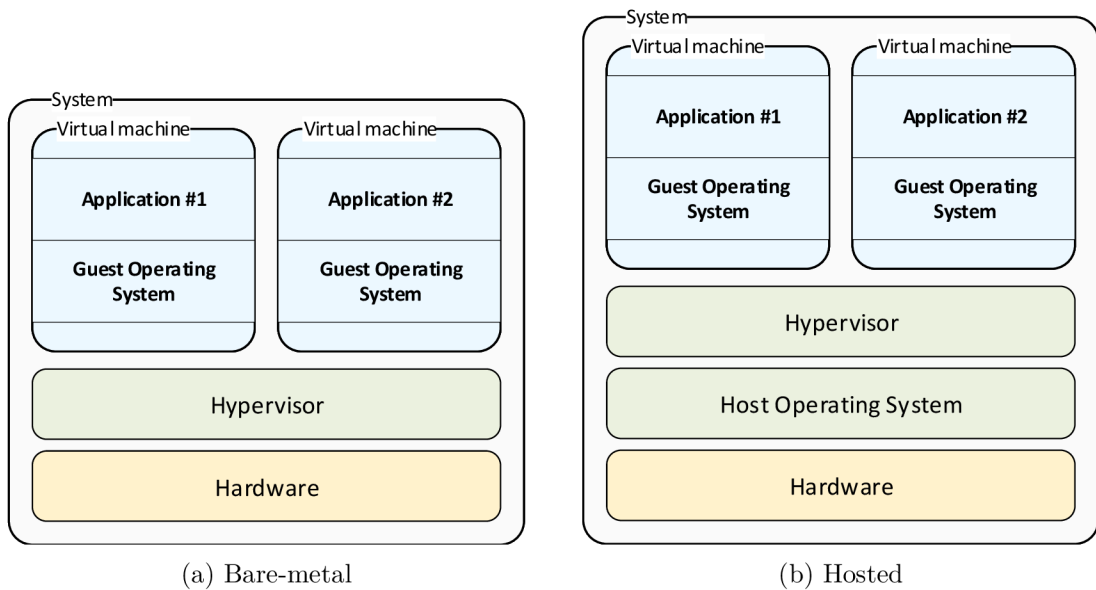 System
Virtual machine
Application #1
Guest Operating
System
Virtual machine
Application #2
Guest Operating
System
Hypervisor
Hardware
(a) Bare-metal
System
Virtual machine
Application #1
Guest Operating
System
Virtual machine
Application #2
Guest Operating
System
Hypervisor
Host Operating System
Hardware
(b) Hosted